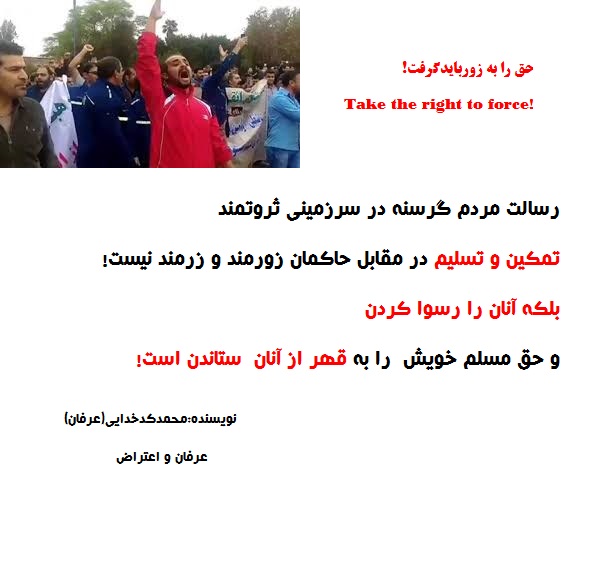 حق را به زوربایدگرفت!
Take the right to force!
رسالت مردم گرسنه در سرزمینی ثروتمند
تمکین و تسلیم در مقابل حاکمان زورمند و زرمند نیست!
بلکه آنان را رسوا کردن
و حق مسلم خویش را به قهر از آنان ستاندن است!
نویسنده:محمدکدخدایی(عرفان)
عرفان و اعتراض